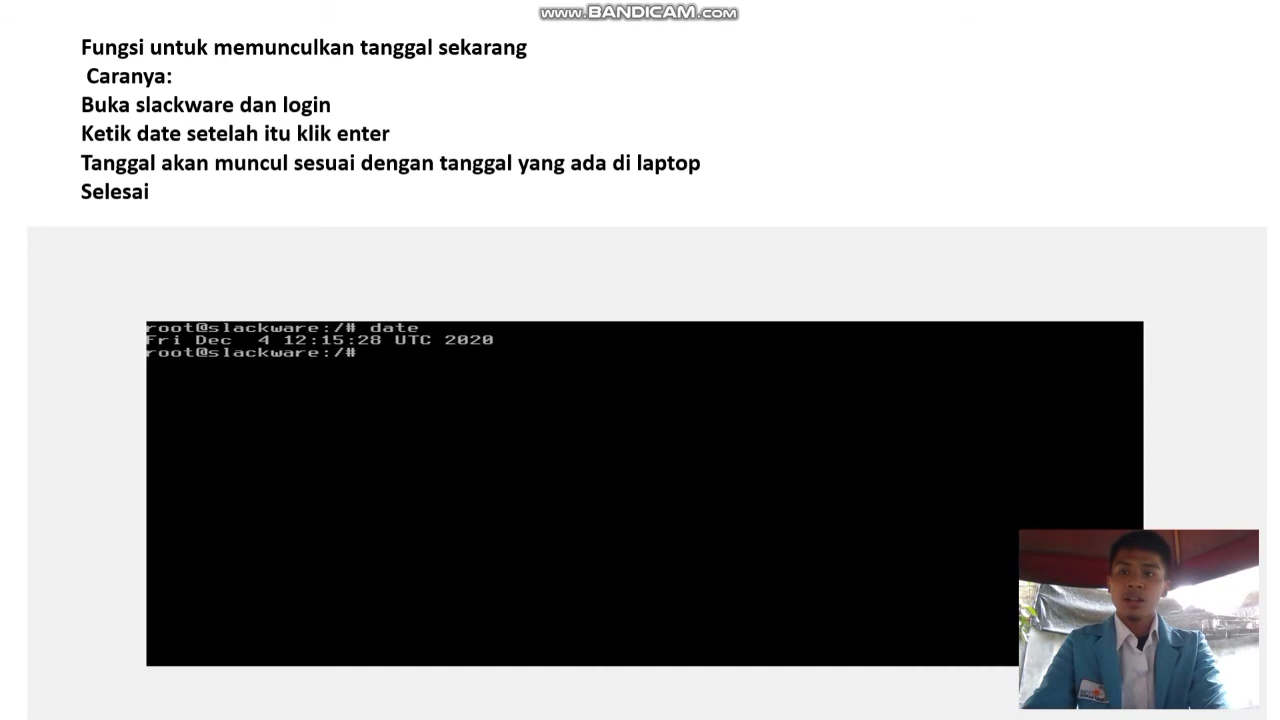 www.BANDICAM.com
Fungsi untuk memunculkan tanggal sekarang
Caranya:
Buka slackware dan login
Ketik date setelah itu klik enter
Tanggal akan muncul sesuai dengan tanggal yang ada di laptop
Selesai
root@slackware:/# date
Fri Dec  4 12:15:28 UTC 2020
root@slackware:/#